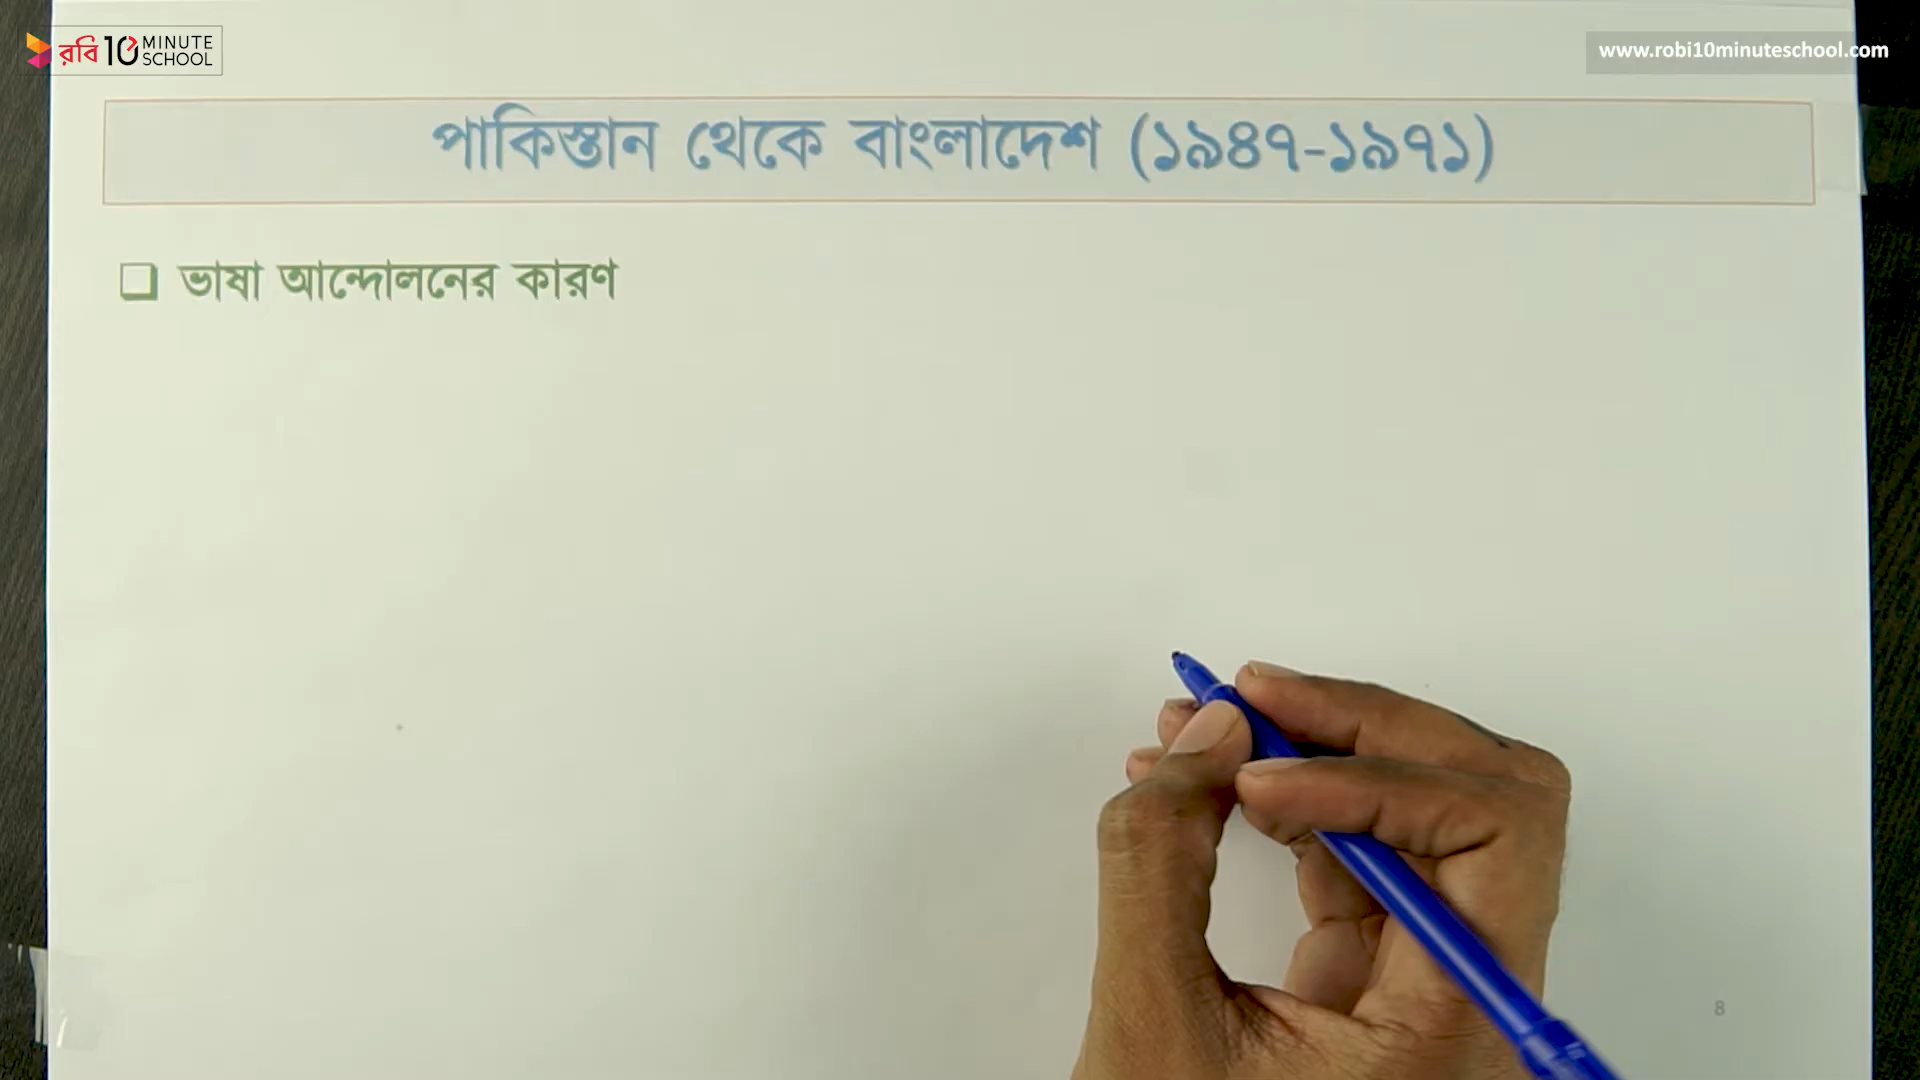 রবি 10 MINUTE SCHOOL
www.robi10minuteschool.com
পাকিস্তান থেকে বাংলাদেশ (১৯৪৭-১৯৭১)
ভাষা আন্দোলনের কারণ
8